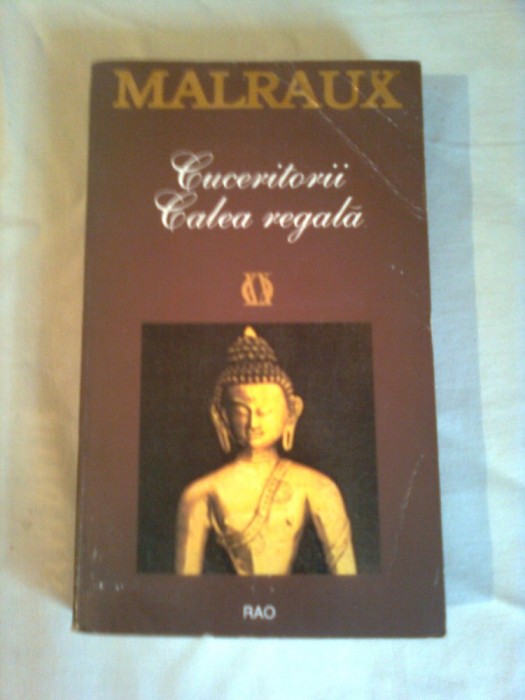 MALRAUX
Cuceritorii
Calea regală
RAO